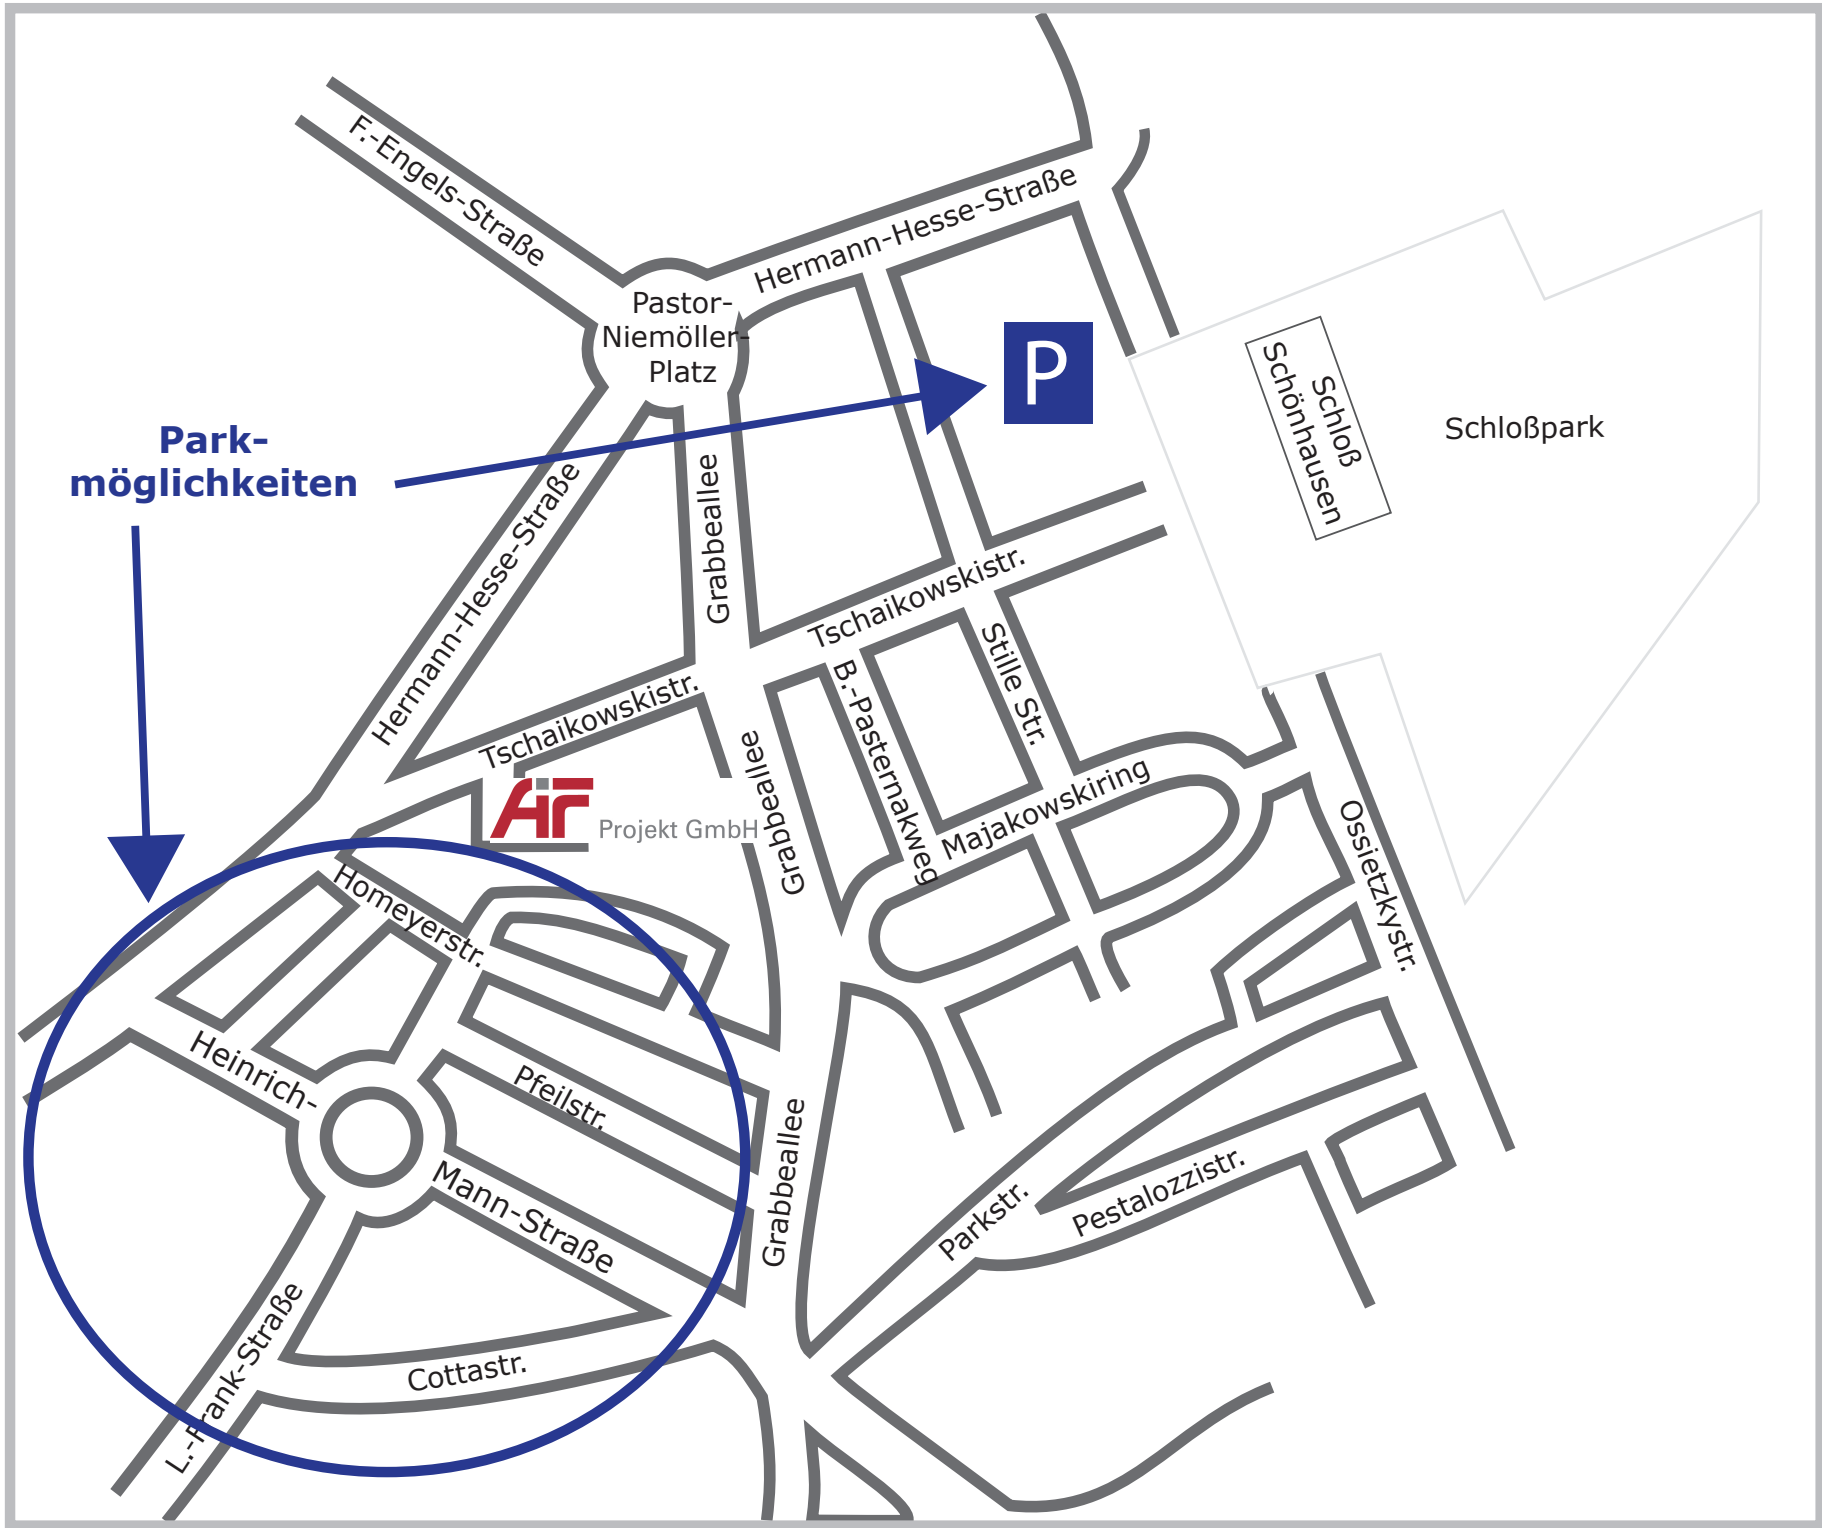 F.-Engels-Straße
Hermann-Hesse-Straße
Pastor-
Niemöller-
Platz
P
Schloß
Schönhausen
Schloßpark
Park-
möglichkeiten
Hermann-Hesse-Straße
Grabbeallee
Tschaikowskistr.
Tschaikowskistr.
Stille Str.
B.-Pasternakweg
Grabbeallee
Majakowskiring
AiF
Projekt GmbH
Ossietzkystr.
Homeyerstr.
Heinrich-
Pfeilstr.
Mann-Straße
Grabbeallee
Parkstr.
Pestalozzistr.
L.-Frank-Straße
Cottastr.